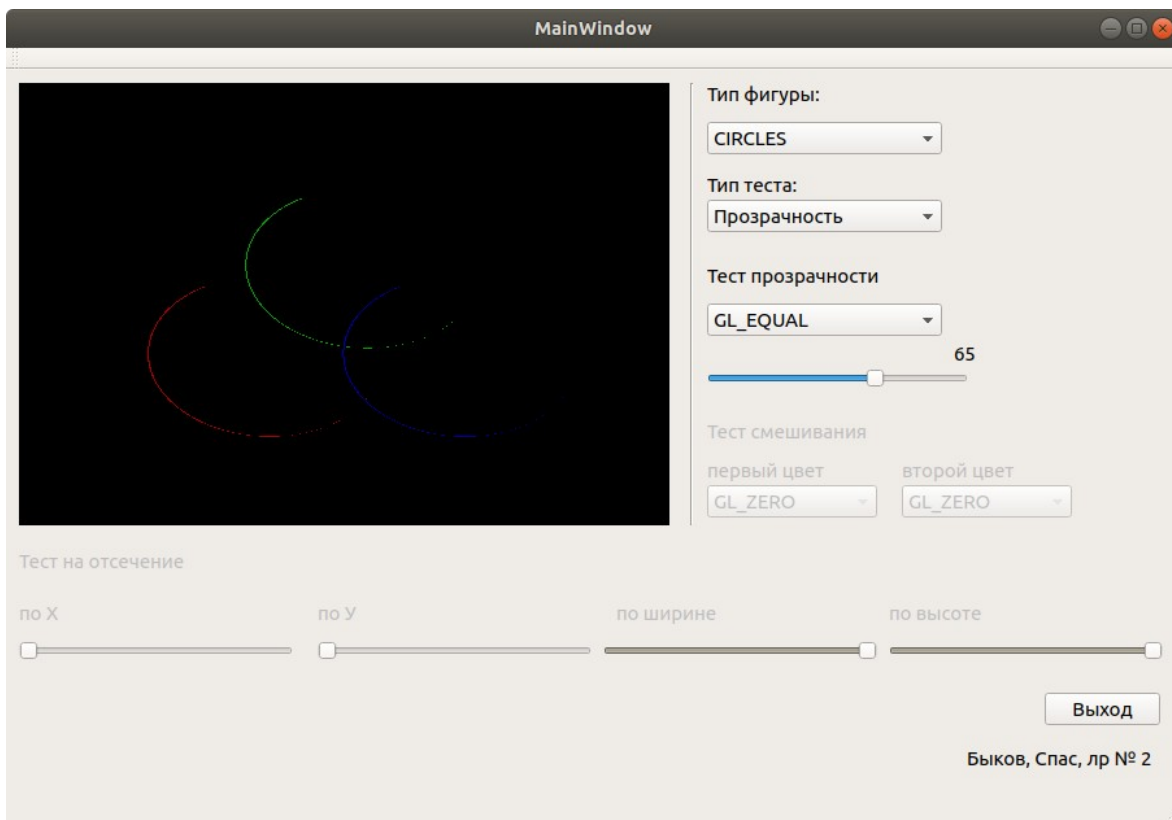 MainWindow
Тип фигуры:
CIRCLES
Тип теста:
Прозрачность
Тест прозрачности
GL_EQUAL
65
Тест смешивания
первый цвет второй цвет
GL_ZERO GL_ZERO
Тест на отсечение
по X по У по ширине по высоте
Выход
Быков, Спас, лр № 2